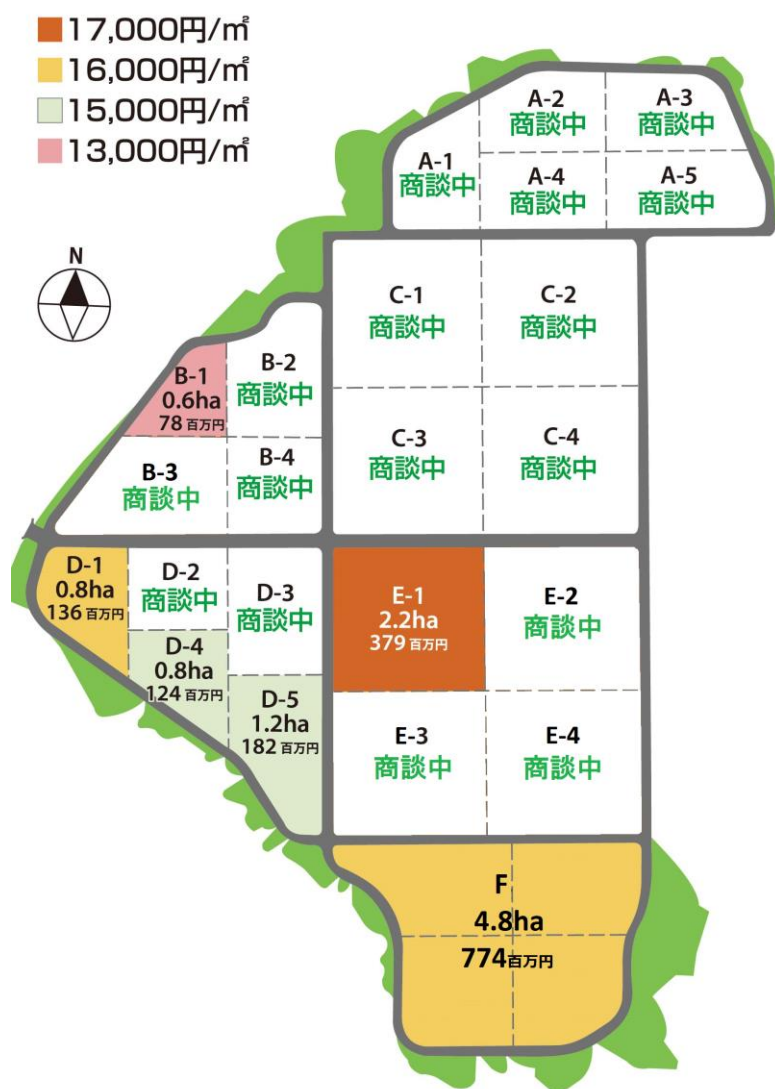 17,000円/㎡
16,000円/㎡
15,000円/㎡
13,000円/㎡
N
A-1
商談中
A-2
商談中
A-3
商談中
A-4
商談中
A-5
商談中
B-1
0.6ha
78百万円
B-2
商談中
B-3
商談中
B-4
商談中
C-1
商談中
C-2
商談中
C-3
商談中
C-4
商談中
D-1
0.8ha
136百万円
D-2
商談中
D-3
商談中
D-4
0.8ha
124百万円
D-5
1.2ha
182百万円
E-1
2.2ha
379百万円
E-2
商談中
E-3
商談中
E-4
商談中
F
4.8ha
774百万円